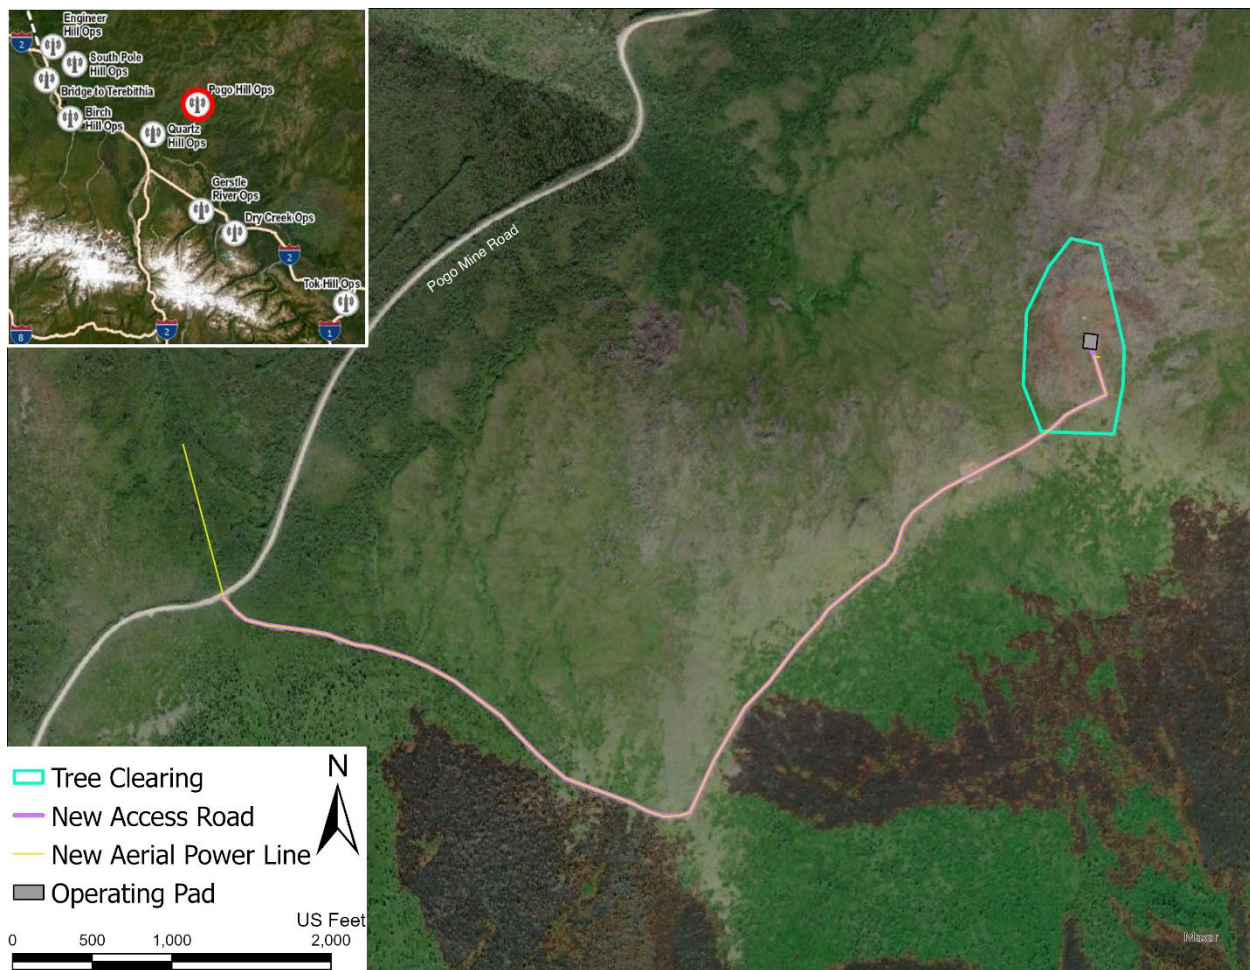 Engineer
Hill Ops
2
South Pole
Hill Ops
Bridge to Terebithia
Pogo Hill Ops
Birch
Hill Ops
Quartz
Hill Ops
Gerstle
River Ops
Dry Creek Ops
2
Tok Hill Ops
8
2
1
Pogo Mine Road
Tree Clearing
New Access Road
New Aerial Power Line
Operating Pad
N
US Feet
0 500 1,000 2,000
Maxar